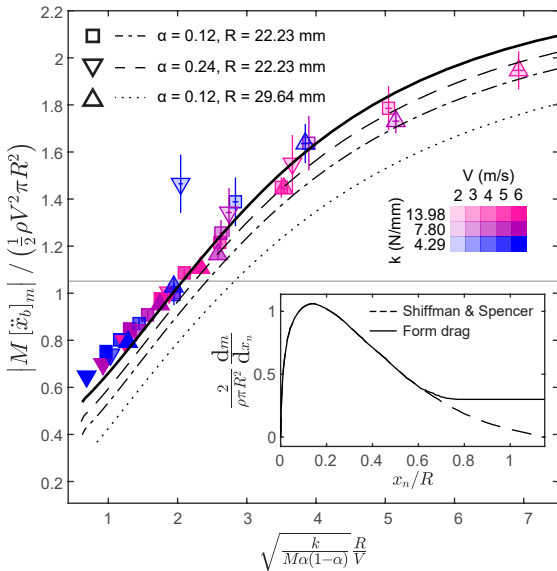 2.2
2
1.8
1.6
1.4
1.2
1
0.8
0.6
0.4
0.2
|M [ẍ_b]_m| / (½ρV²πR²)
α = 0.12, R = 22.23 mm
α = 0.24, R = 22.23 mm
α = 0.12, R = 29.64 mm
V (m/s)
2 3 4 5 6
k (N/mm)
13.98
7.80
4.29
Shiffman & Spencer
Form drag
2/(ρπR²) dm/dx_n
1
0.5
0
0 0.2 0.4 0.6 0.8 1
x_n/R
1 2 3 4 5 6 7
√(k/(Mα(1−α))) R/V